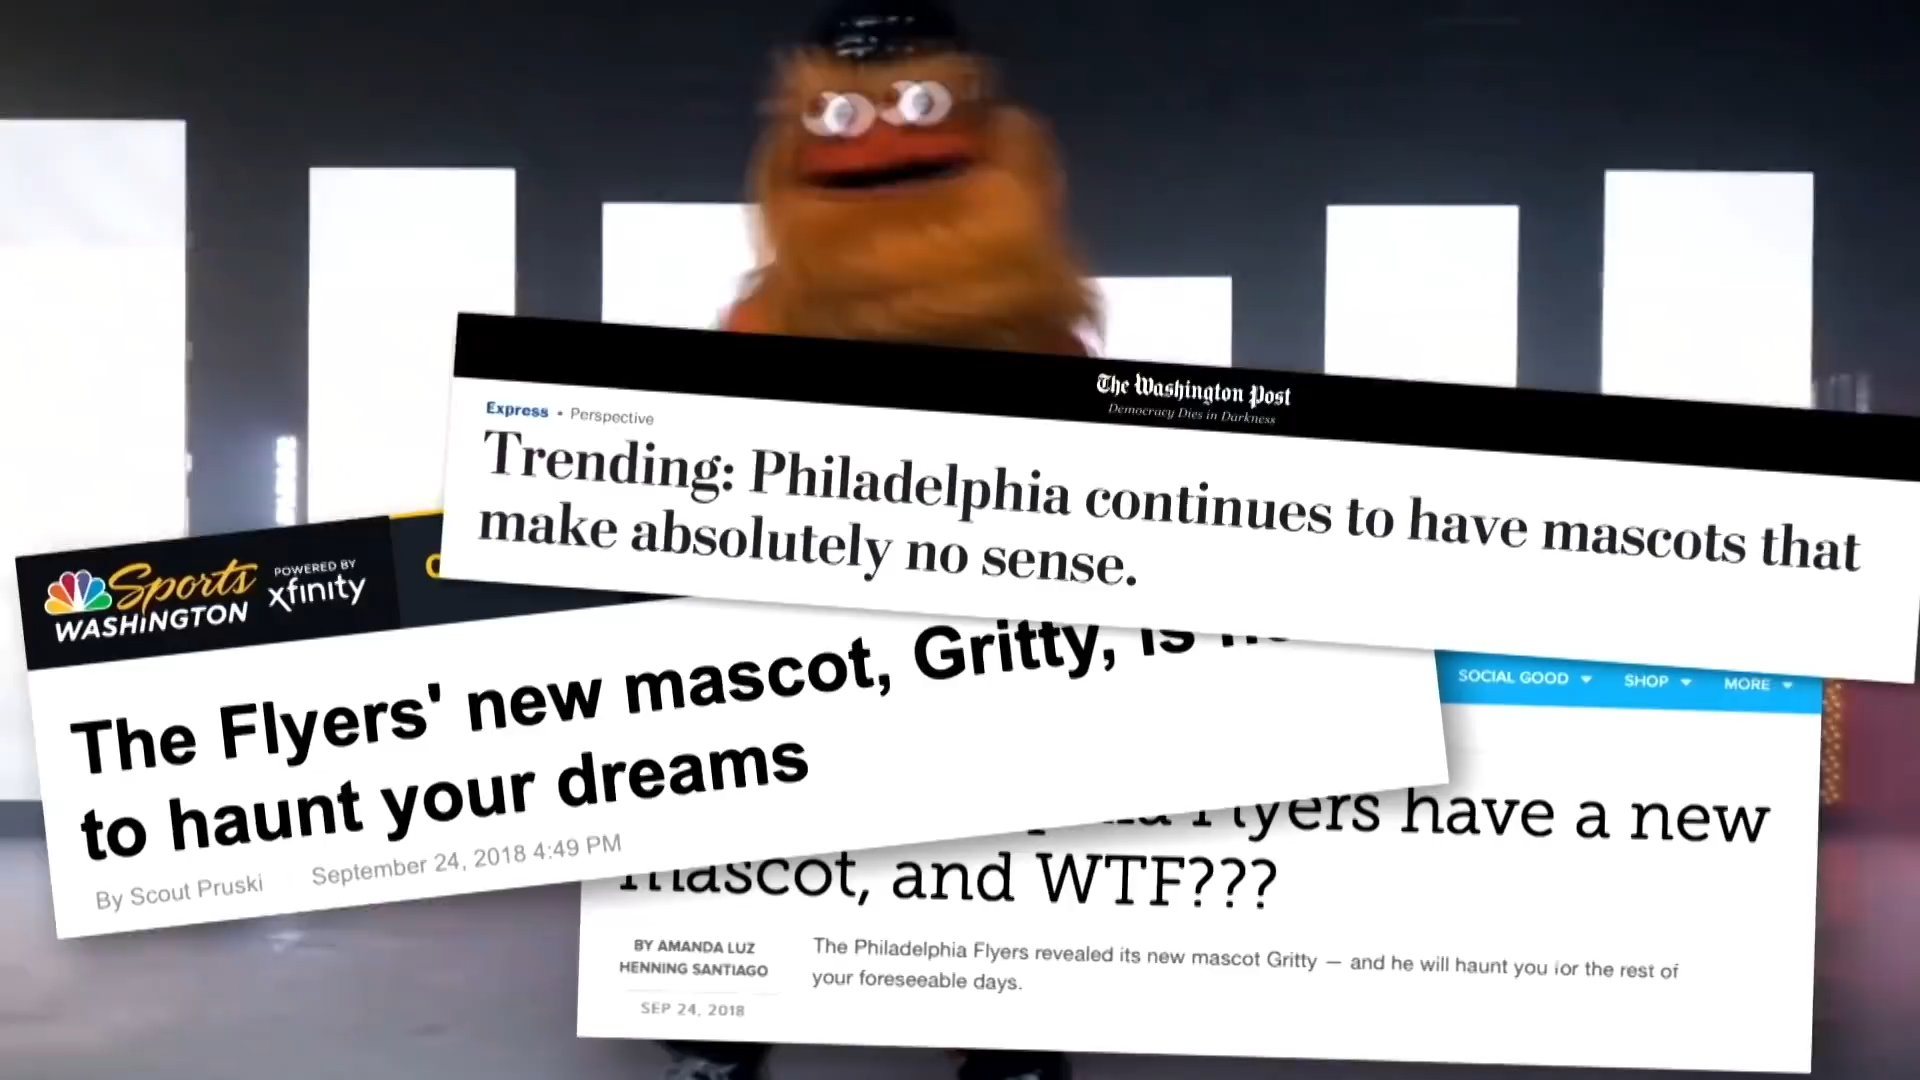 The Washington Post
Democracy Dies in Darkness
Express • Perspective
Trending: Philadelphia continues to have mascots that
make absolutely no sense.
Sports
WASHINGTON
POWERED BY
xfinity
The Flyers' new mascot, Gritty, is
to haunt your dreams
By Scout Pruski September 24, 2018 4:49 PM
SOCIAL GOOD SHOP MORE
Flyers have a new
mascot, and WTF???
BY AMANDA LUZ
HENNING SANTIAGO
SEP 24, 2018
The Philadelphia Flyers revealed its new mascot Gritty — and he will haunt you for the rest of
your foreseeable days.